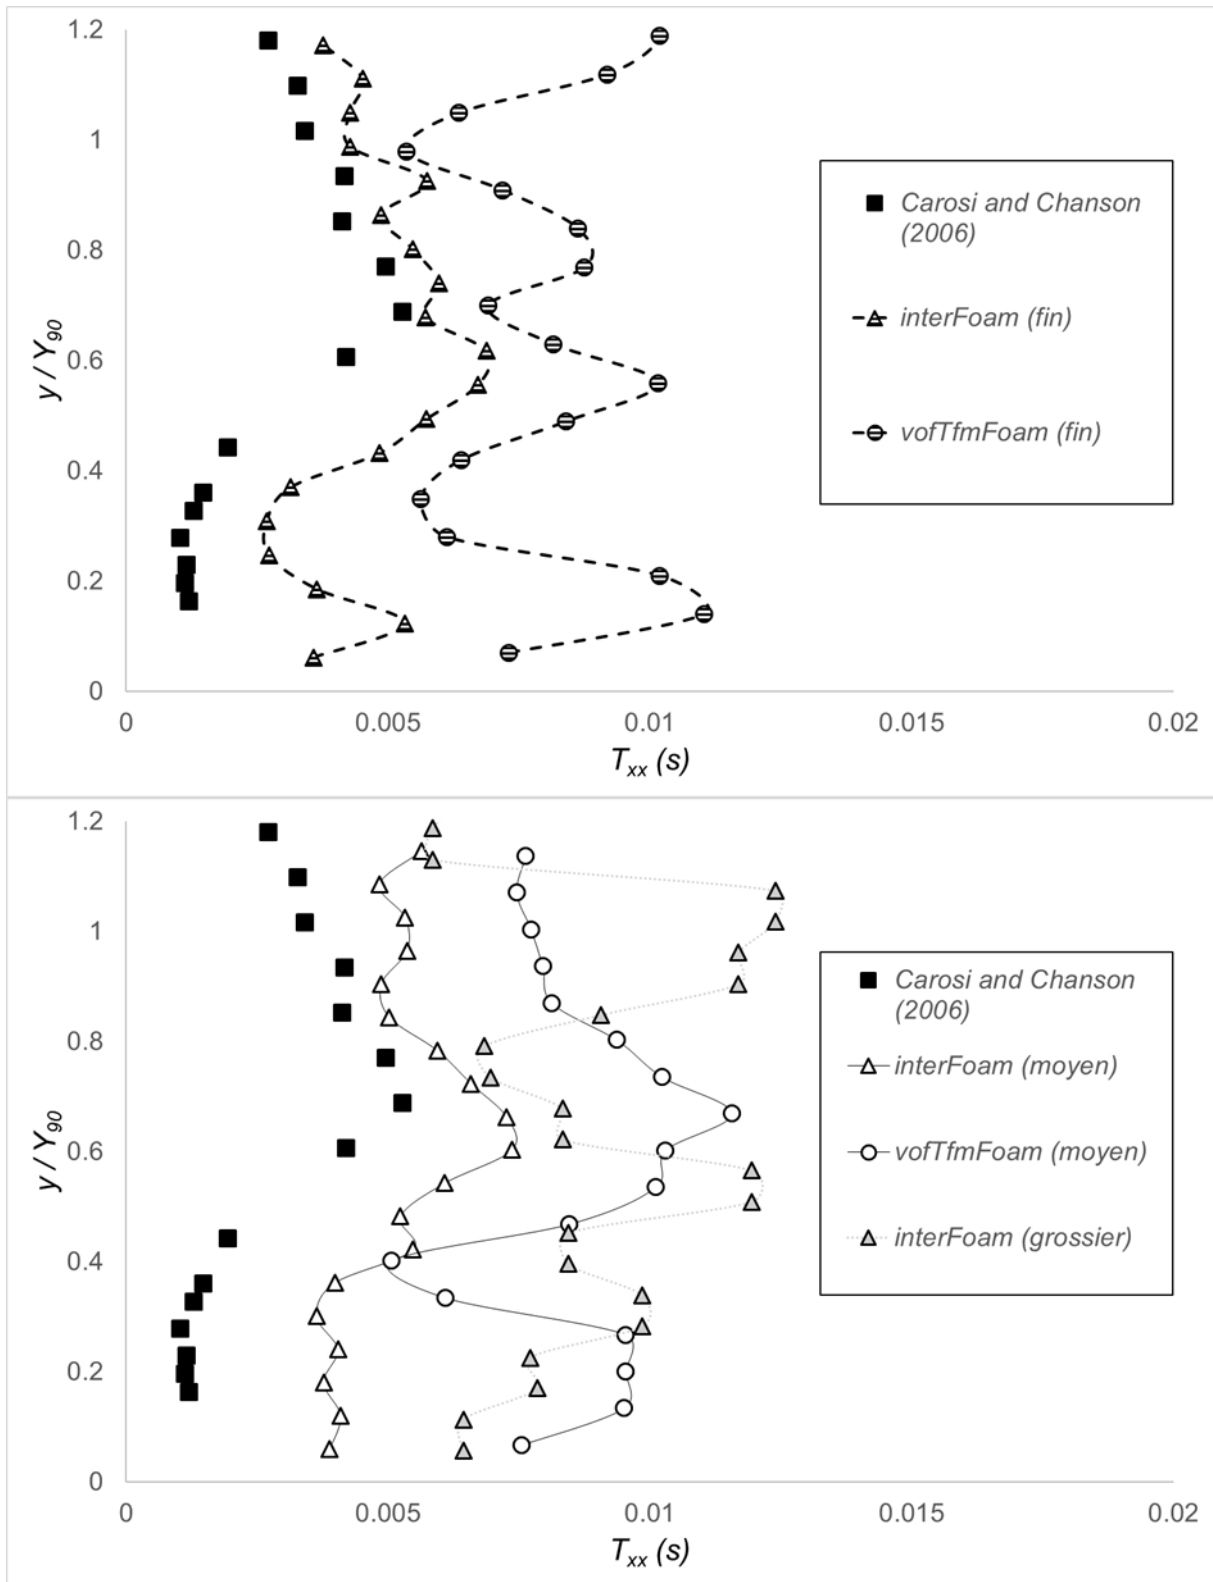 1.2
1
0.8
0.6
0.4
0.2
0
y / Y90
0
0.005
0.01
0.015
0.02
Txx (s)
Carosi and Chanson
(2006)
interFoam (fin)
vofTfmFoam (fin)
1.2
1
0.8
0.6
0.4
0.2
0
y / Y90
0
0.005
0.01
0.015
0.02
Txx (s)
Carosi and Chanson
(2006)
interFoam (moyen)
vofTfmFoam (moyen)
interFoam (grossier)